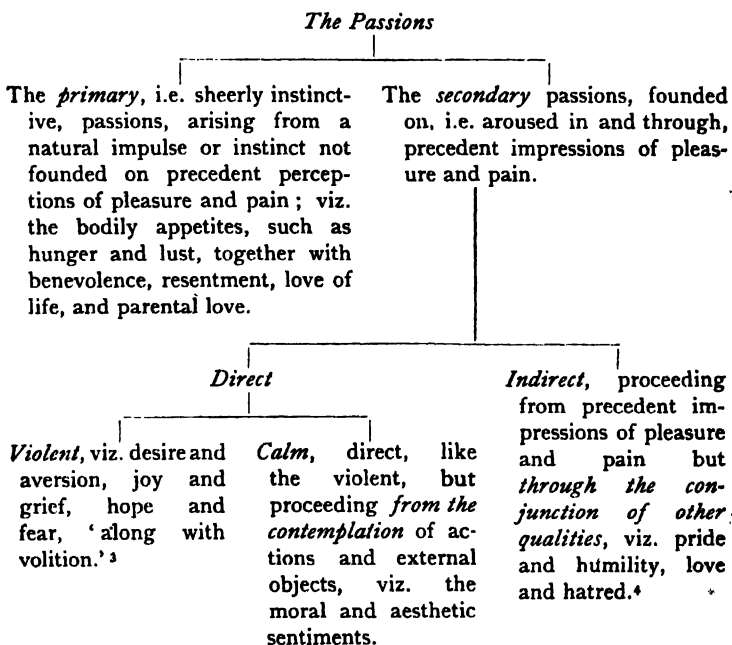 The Passions
The primary, i.e. sheerly instinct-
ive, passions, arising from a
natural impulse or instinct not
founded on precedent percep-
tions of pleasure and pain ; viz.
the bodily appetites, such as
hunger and lust, together with
benevolence, resentment, love of
life, and parental love.
The secondary passions, founded
on, i.e. aroused in and through,
precedent impressions of pleas-
ure and pain.
Direct
Violent, viz. desire and
aversion, joy and
grief, hope and
fear, ‘along with
volition.’ ³
Calm, direct, like
the violent, but
proceeding from the
contemplation of ac-
tions and external
objects, viz. the
moral and aesthetic
sentiments.
Indirect, proceeding
from precedent im-
pressions of pleasure
and pain but
through the con-
junction of other
qualities, viz. pride
and humility, love
and hatred.⁴